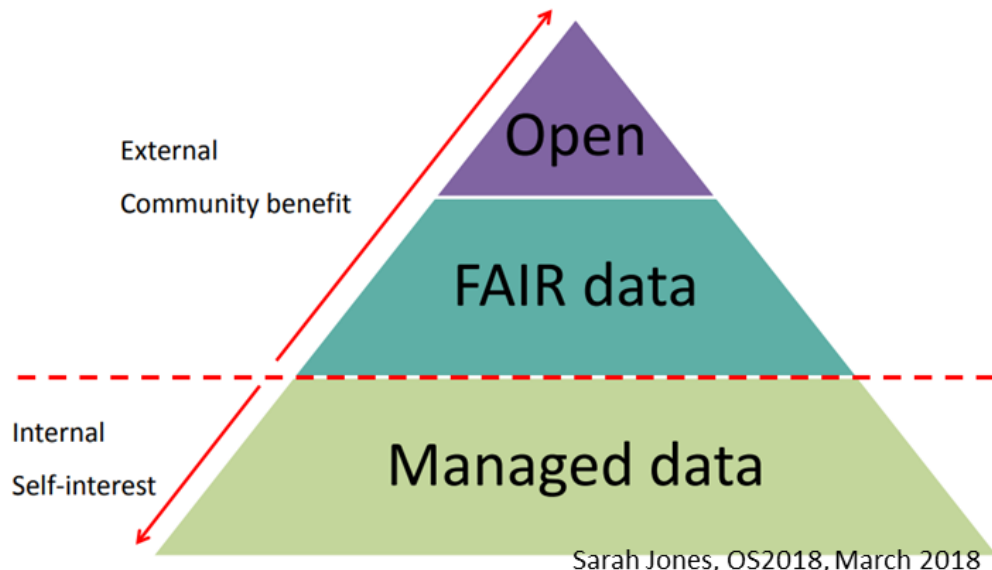 Open
External
Community benefit
FAIR data
Internal
Managed data
Self-interest
Sarah Jones, OS2018, March 2018